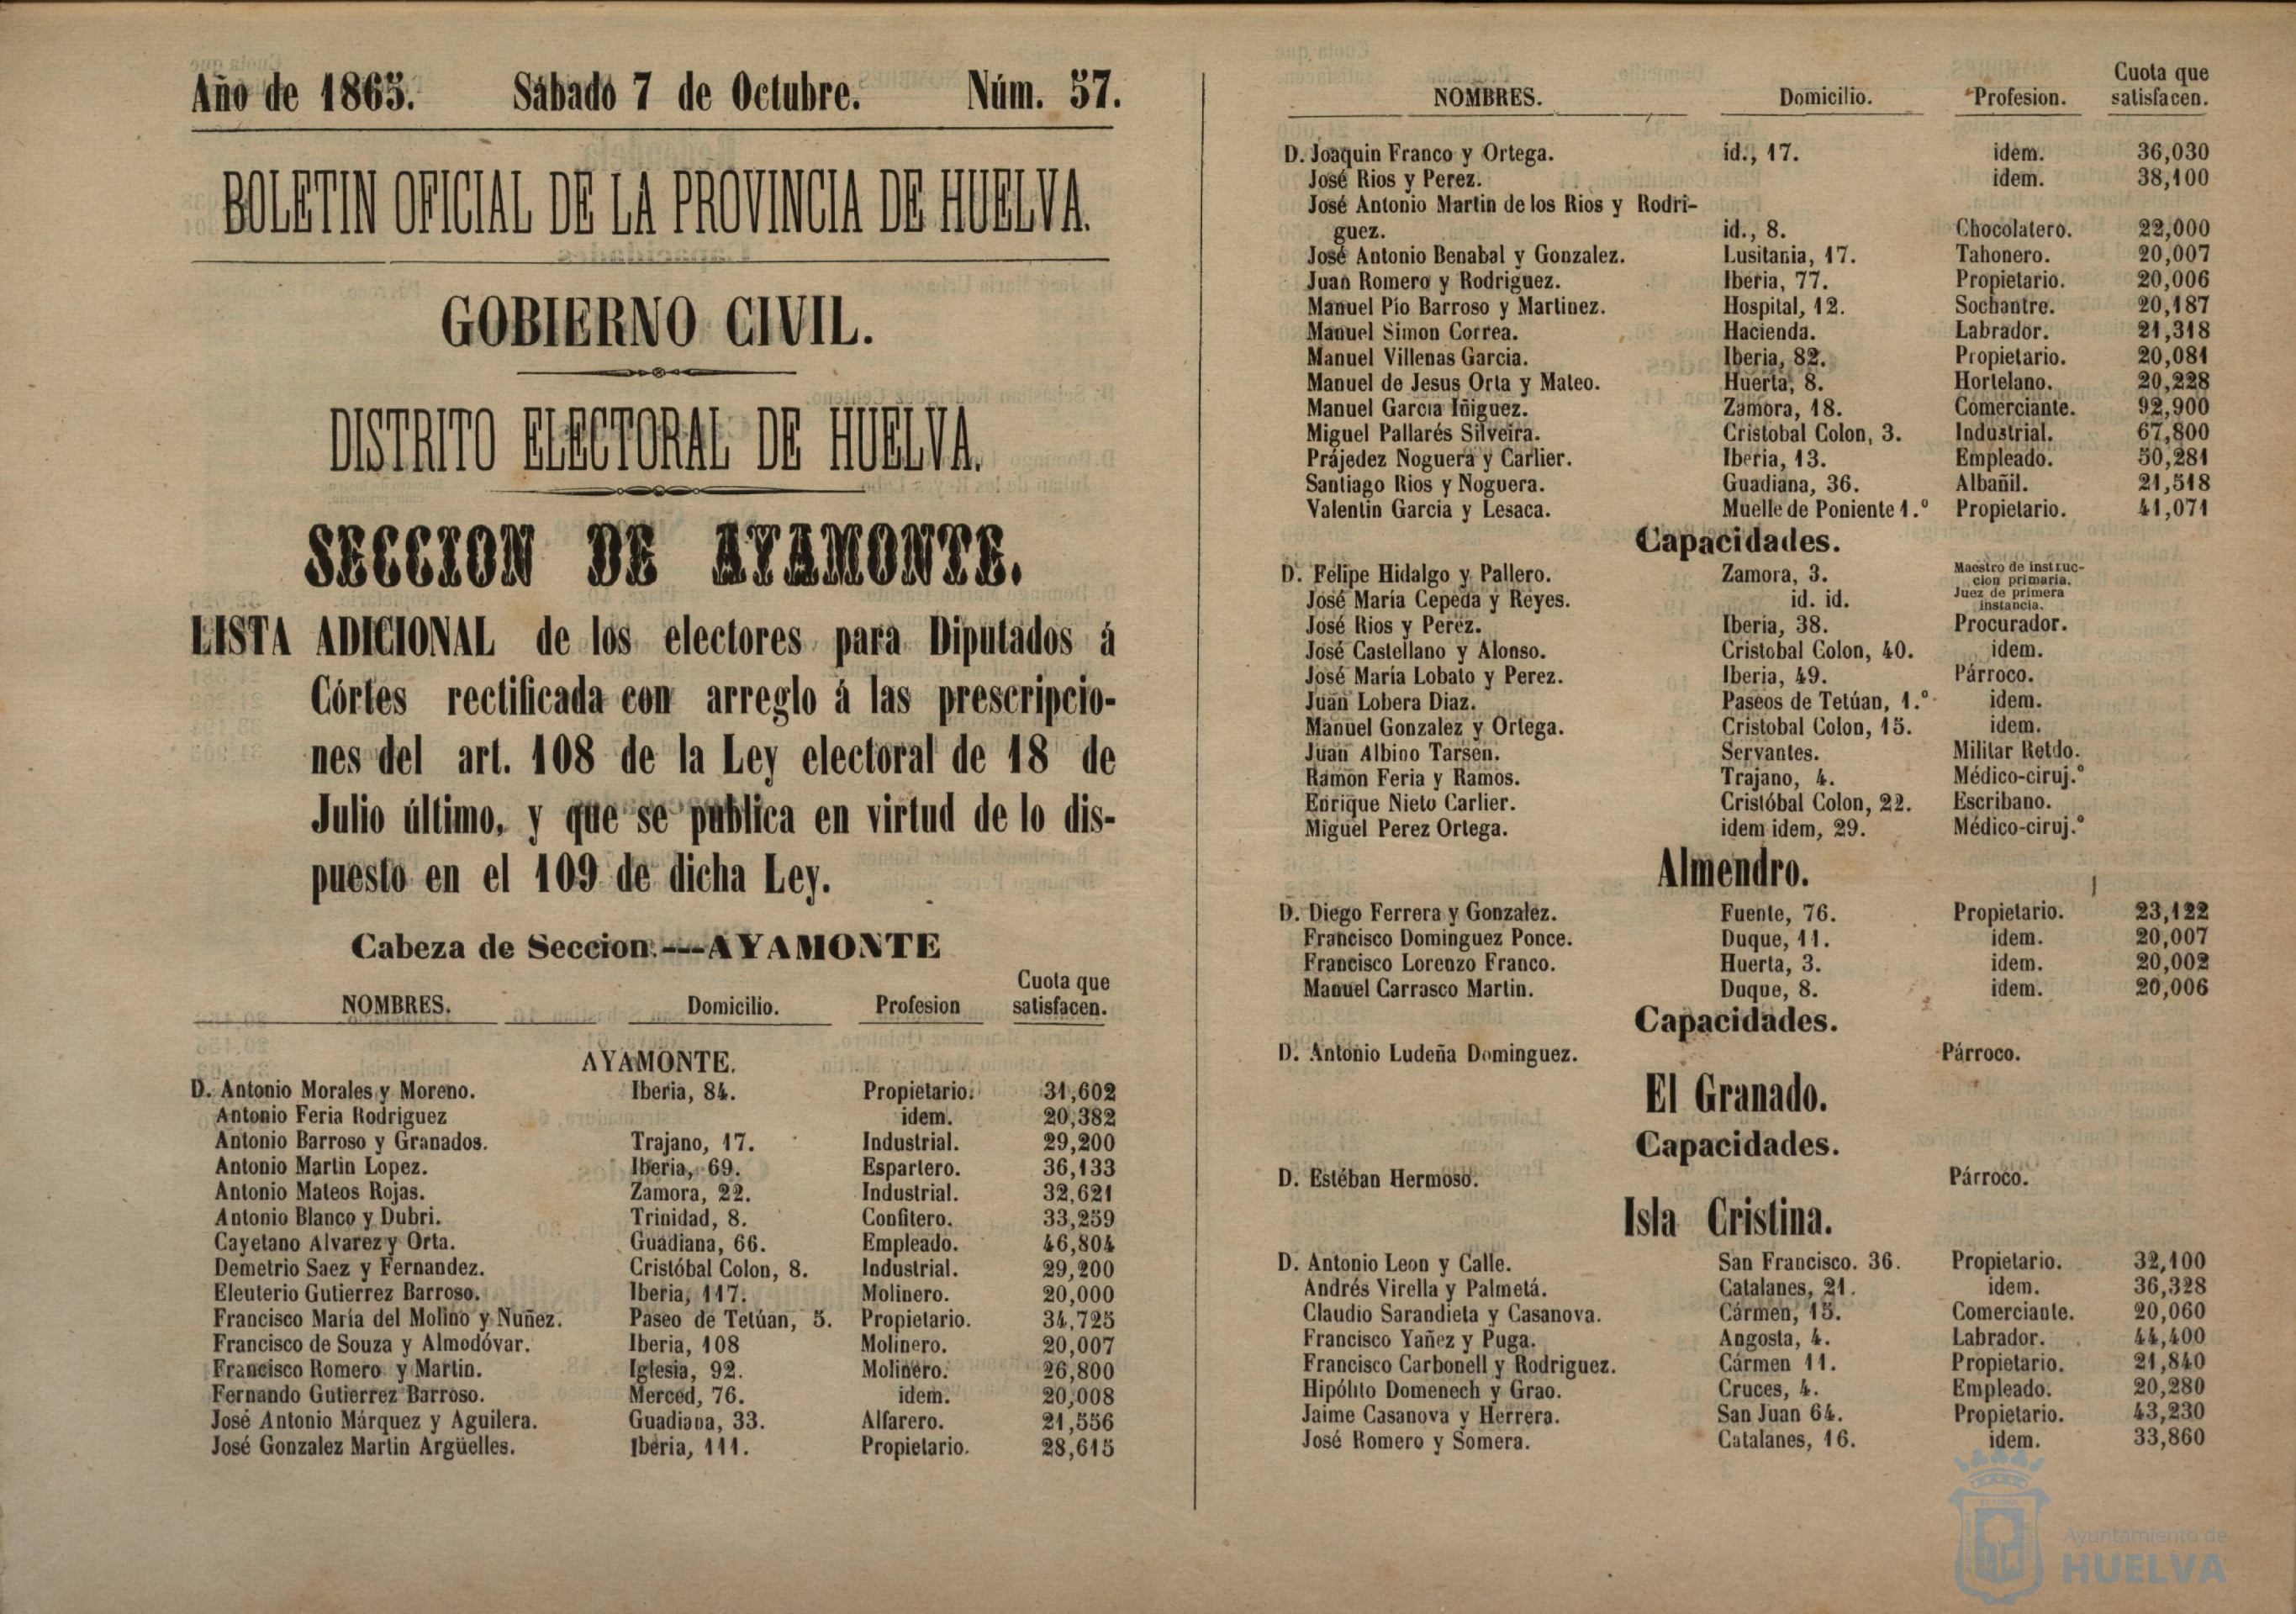 Año de 1865. Sábado 7 de Octubre. Núm. 57.
BOLETIN OFICIAL DE LA PROVINCIA DE HUELVA.
GOBIERNO CIVIL.
DISTRITO ELECTORAL DE HUELVA.
SECCION DE AYAMONTE.
LISTA ADICIONAL de los electores para Diputados á
Córtes rectificada con arreglo á las prescripcio-
nes del art. 108 de la Ley electoral de 18 de
Julio último, y que se publica en virtud de lo dis-
puesto en el 109 de dicha Ley.
Cabeza de Seccion.---AYAMONTE
NOMBRES. Domicilio. Profesion Cuota que satisfacen.
AYAMONTE.
D. Antonio Morales y Moreno. Iberia, 84. Propietario. 31,602
Antonio Feria Rodriguez idem. 20,382
Antonio Barroso y Granados. Trajano, 17. Industrial. 29,200
Antonio Martin Lopez. Iberia, 69. Espartero. 36,133
Antonio Mateos Rojas. Zamora, 22. Industrial. 32,621
Antonio Blanco y Dubri. Trinidad, 8. Confitero. 33,259
Cayetano Alvarez y Orta. Guadiana, 66. Empleado. 46,804
Demetrio Saez y Fernandez. Cristóbal Colon, 8. Industrial. 29,200
Eleuterio Gutierrez Barroso. Iberia, 117. Molinero. 20,000
Francisco María del Molino y Nuñez. Paseo de Tetúan, 5. Propietario. 34,725
Francisco de Souza y Almodóvar. Iberia, 108 Molinero. 20,007
Francisco Romero y Martin. Iglesia, 92. Molinero. 26,800
Fernando Gutierrez Barroso. Merced, 76. idem. 20,008
José Antonio Márquez y Aguilera. Guadiana, 33. Alfarero. 21,556
José Gonzalez Martin Argüelles. Iberia, 111. Propietario. 28,615
NOMBRES. Domicilio. Profesion. Cuota que satisfacen.
D. Joaquin Franco y Ortega. id., 17. idem. 36,030
José Rios y Perez. idem. 38,100
José Antonio Martin de los Rios y Rodri-
guez. id., 8. Chocolatero. 22,000
José Antonio Benabal y Gonzalez. Lusitania, 17. Tahonero. 20,007
Juan Romero y Rodriguez. Iberia, 77. Propietario. 20,006
Manuel Pio Barroso y Martinez. Hospital, 12. Sochantre. 20,187
Manuel Simon Correa. Hacienda. Labrador. 21,318
Manuel Villenas Garcia. Iberia, 82. Propietario. 20,081
Manuel de Jesus Orta y Mateo. Huerta, 8. Hortelano. 20,228
Manuel Garcia Iñiguez. Zamora, 18. Comerciante. 92,900
Miguel Pallarés Silveira. Cristobal Colon, 3. Industrial. 67,800
Prájedez Noguera y Carlier. Iberia, 13. Empleado. 50,281
Santiago Rios y Noguera. Guadiana, 36. Albañil. 21,518
Valentin Garcia y Lesaca. Muelle de Poniente 1.º Propietario. 41,071
Capacidades.
D. Felipe Hidalgo y Pallero. Zamora, 3. Maestro de instruc-
cion primaria.
José María Cepeda y Reyes. id. id. Juez de primera
instancia.
José Rios y Perez. Iberia, 38. Procurador.
José Castellano y Alonso. Cristobal Colon, 40. idem.
José María Lobato y Perez. Iberia, 49. Párroco.
Juan Lobera Diaz. Paseos de Tetúan, 1.º idem.
Manuel Gonzalez y Ortega. Cristobal Colon, 15. idem.
Juan Albino Tarsen. Servantes. Militar Retdo.
Ramon Feria y Ramos. Trajano, 4. Médico-ciruj.º
Enrique Nieto Carlier. Cristóbal Colon, 22. Escribano.
Miguel Perez Ortega. idem idem, 29. Médico-ciruj.º
Almendro.
D. Diego Ferrera y Gonzalez. Fuente, 76. Propietario. 23,122
Francisco Dominguez Ponce. Duque, 11. idem. 20,007
Francisco Lorenzo Franco. Huerta, 3. idem. 20,002
Manuel Carrasco Martin. Duque, 8. idem. 20,006
Capacidades.
D. Antonio Ludeña Dominguez. Párroco.
El Granado.
Capacidades.
D. Estéban Hermoso. Párroco.
Isla Cristina.
D. Antonio Leon y Calle. San Francisco. 36. Propietario. 32,100
Andrés Virella y Palmetá. Catalanes, 21. idem. 36,328
Claudio Sarandieta y Casanova. Cármen, 15. Comerciante. 20,060
Francisco Yañez y Puga. Angosta, 4. Labrador. 44,400
Francisco Carbonell y Rodriguez. Cármen 11. Propietario. 21,840
Hipólito Domenech y Grao. Cruces, 4. Empleado. 20,280
Jaime Casanova y Herrera. San Juan 64. Propietario. 43,230
José Romero y Somera. Catalanes, 16. idem. 33,860
Ayuntamiento de
HUELVA